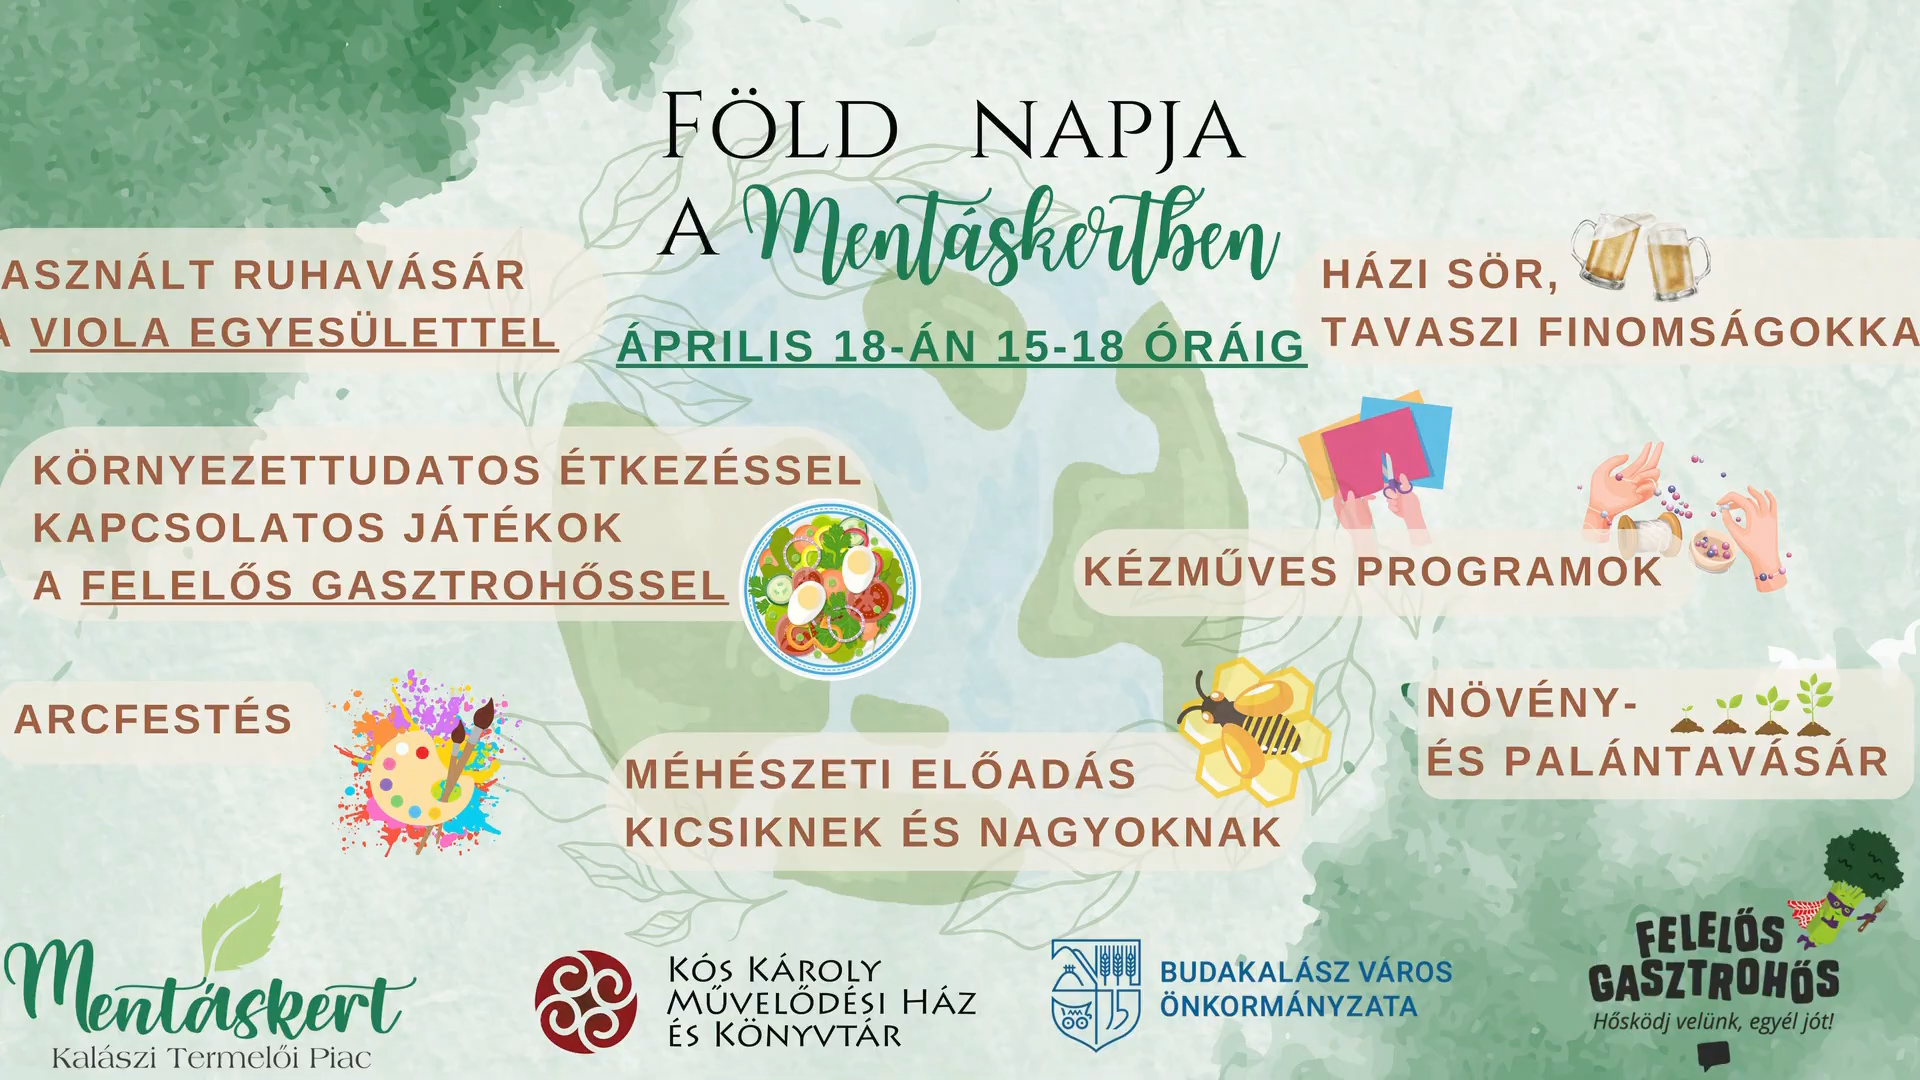 FÖLD NAPJA
A Mentáskertben
ÁPRILIS 18-ÁN 15-18 ÓRÁIG
ASZNÁLT RUHAVÁSÁR
A VIOLA EGYESÜLETTEL
HÁZI SÖR,
TAVASZI FINOMSÁGOKKA
KÖRNYEZETTUDATOS ÉTKEZÉSSEL
KAPCSOLATOS JÁTÉKOK
A FELELŐS GASZTROHŐSSEL
KÉZMŰVES PROGRAMOK
ARCFESTÉS
MÉHÉSZETI ELŐADÁS
KICSIKNEK ÉS NAGYOKNAK
NÖVÉNY-
ÉS PALÁNTAVÁSÁR
Mentáskert
Kalászi Termelői Piac
KÓS KÁROLY
MŰVELŐDÉSI HÁZ
ÉS KÖNYVTÁR
BUDAKALÁSZ VÁROS
ÖNKORMÁNYZATA
FELELŐS
GASZTROHŐS
Hősködj velünk, egyél jót!